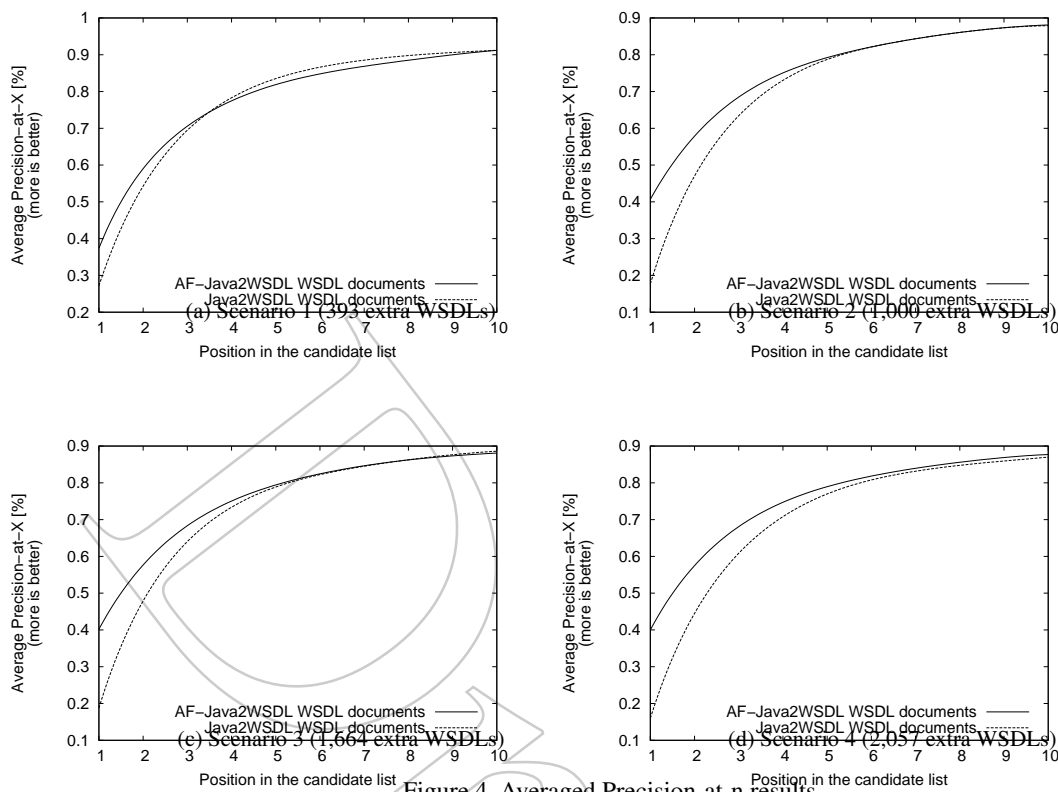 1
0.9
0.8
0.7
0.6
0.5
0.4
0.3
0.2
Average Precision–at–X [%]
(more is better)
AF–Java2WSDL WSDL documents
Java2WSDL WSDL documents
(a) Scenario 1 (393 extra WSDLs)
1 2 3 4 5 6 7 8 9 10
Position in the candidate list
0.9
0.8
0.7
0.6
0.5
0.4
0.3
0.2
0.1
Average Precision–at–X [%]
(more is better)
AF–Java2WSDL WSDL documents
Java2WSDL WSDL documents
(b) Scenario 2 (1,000 extra WSDLs)
1 2 3 4 5 6 7 8 9 10
Position in the candidate list
0.9
0.8
0.7
0.6
0.5
0.4
0.3
0.2
0.1
Average Precision–at–X [%]
(more is better)
AF–Java2WSDL WSDL documents
Java2WSDL WSDL documents
(c) Scenario 3 (1,664 extra WSDLs)
1 2 3 4 5 6 7 8 9 10
Position in the candidate list
0.9
0.8
0.7
0.6
0.5
0.4
0.3
0.2
0.1
Average Precision–at–X [%]
(more is better)
AF–Java2WSDL WSDL documents
Java2WSDL WSDL documents
(d) Scenario 4 (2,057 extra WSDLs)
1 2 3 4 5 6 7 8 9 10
Position in the candidate list
Figure 4. Averaged Precision-at-n results